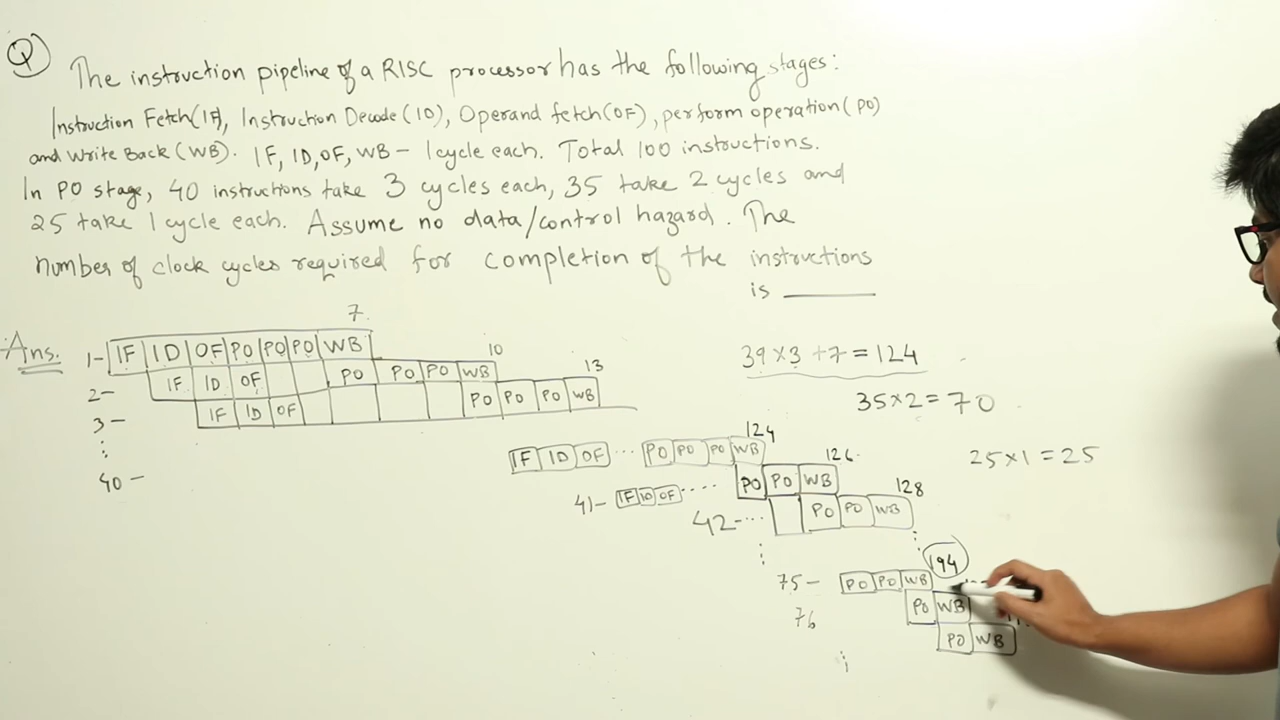 Q)
The instruction pipeline of a RISC processor has the following stages:
Instruction Fetch(IF), Instruction Decode (ID), Operand fetch(OF), perform operation(PO)
and Write Back (WB). IF, ID, OF, WB – 1 cycle each. Total 100 instructions.
In PO stage, 40 instructions take 3 cycles each, 35 take 2 cycles and
25 take 1 cycle each. Assume no data/control hazard. The
number of clock cycles required for completion of the instructions
is ________
Ans.
7
1- IF ID OF PO PO PO WB
10
2- IF ID OF PO PO PO WB
13
3- IF ID OF PO PO PO WB
:
40 -
39×3 +7 = 124
35×2 = 70
25×1 = 25
124
IF ID OF ... PO PO PO WB
126
41- IF ID OF .... PO PO WB
128
42-... PO PO WB
:
194
75- PO PO WB
76 PO WB
PO WB
: